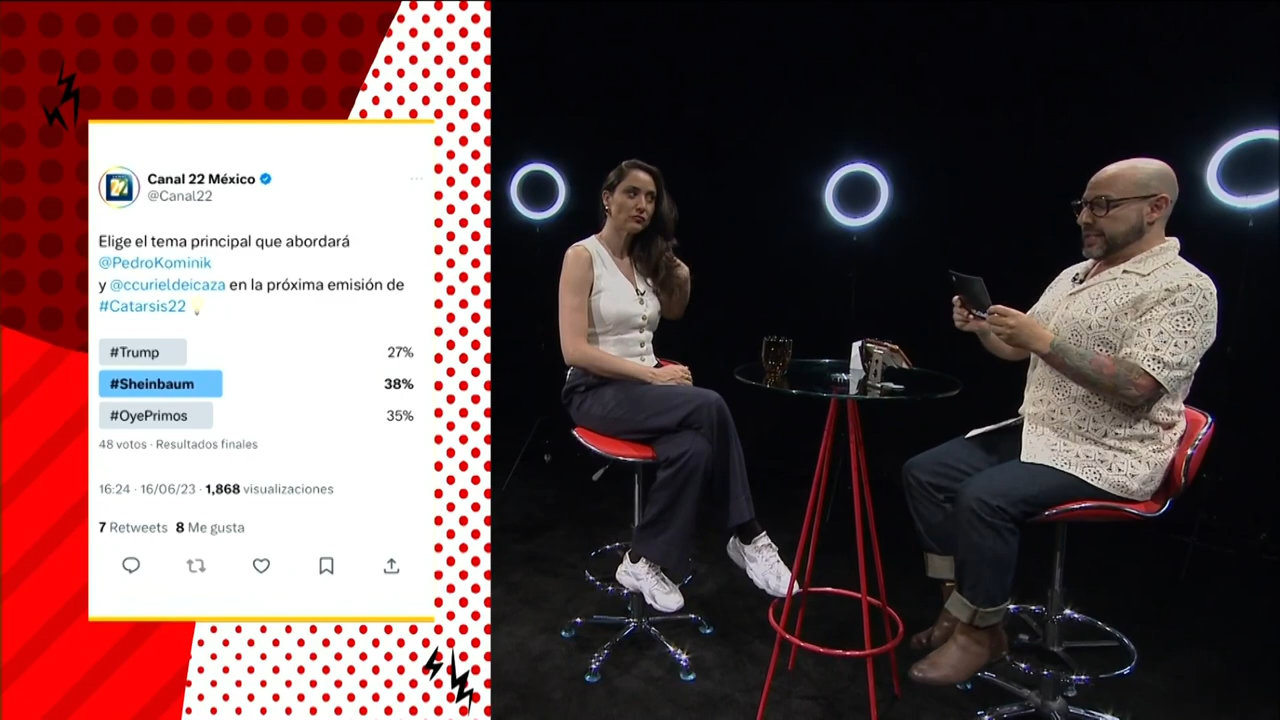 22
Canal 22 México
@Canal22
Elige el tema principal que abordará
@PedroKominik
y @ccurieldeicaza en la próxima emisión de
#Catarsis22
#Trump 27%
#Sheinbaum 38%
#OyePrimos 35%
48 votos · Resultados finales
16:24 · 16/06/23 · 1,868 visualizaciones
7 Retweets 8 Me gusta